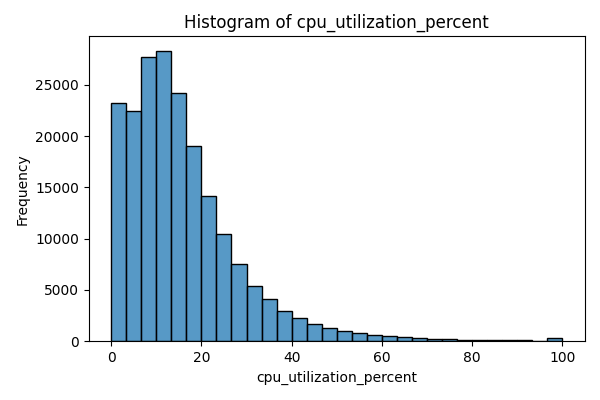 Histogram of cpu_utilization_percent
Frequency
25000
20000
15000
10000
5000
0
0 20 40 60 80 100
cpu_utilization_percent